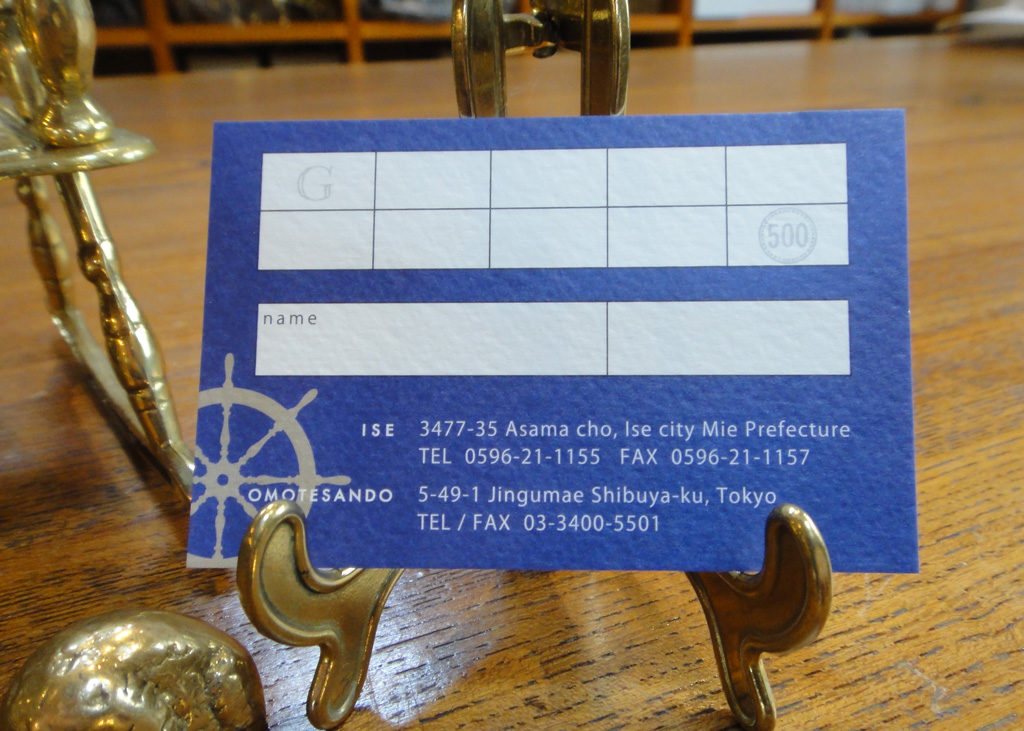 G
500
name
ISE 3477-35 Asama cho, Ise city Mie Prefecture
TEL 0596-21-1155 FAX 0596-21-1157
OMOTESANDO 5-49-1 Jingumae Shibuya-ku, Tokyo
TEL / FAX 03-3400-5501